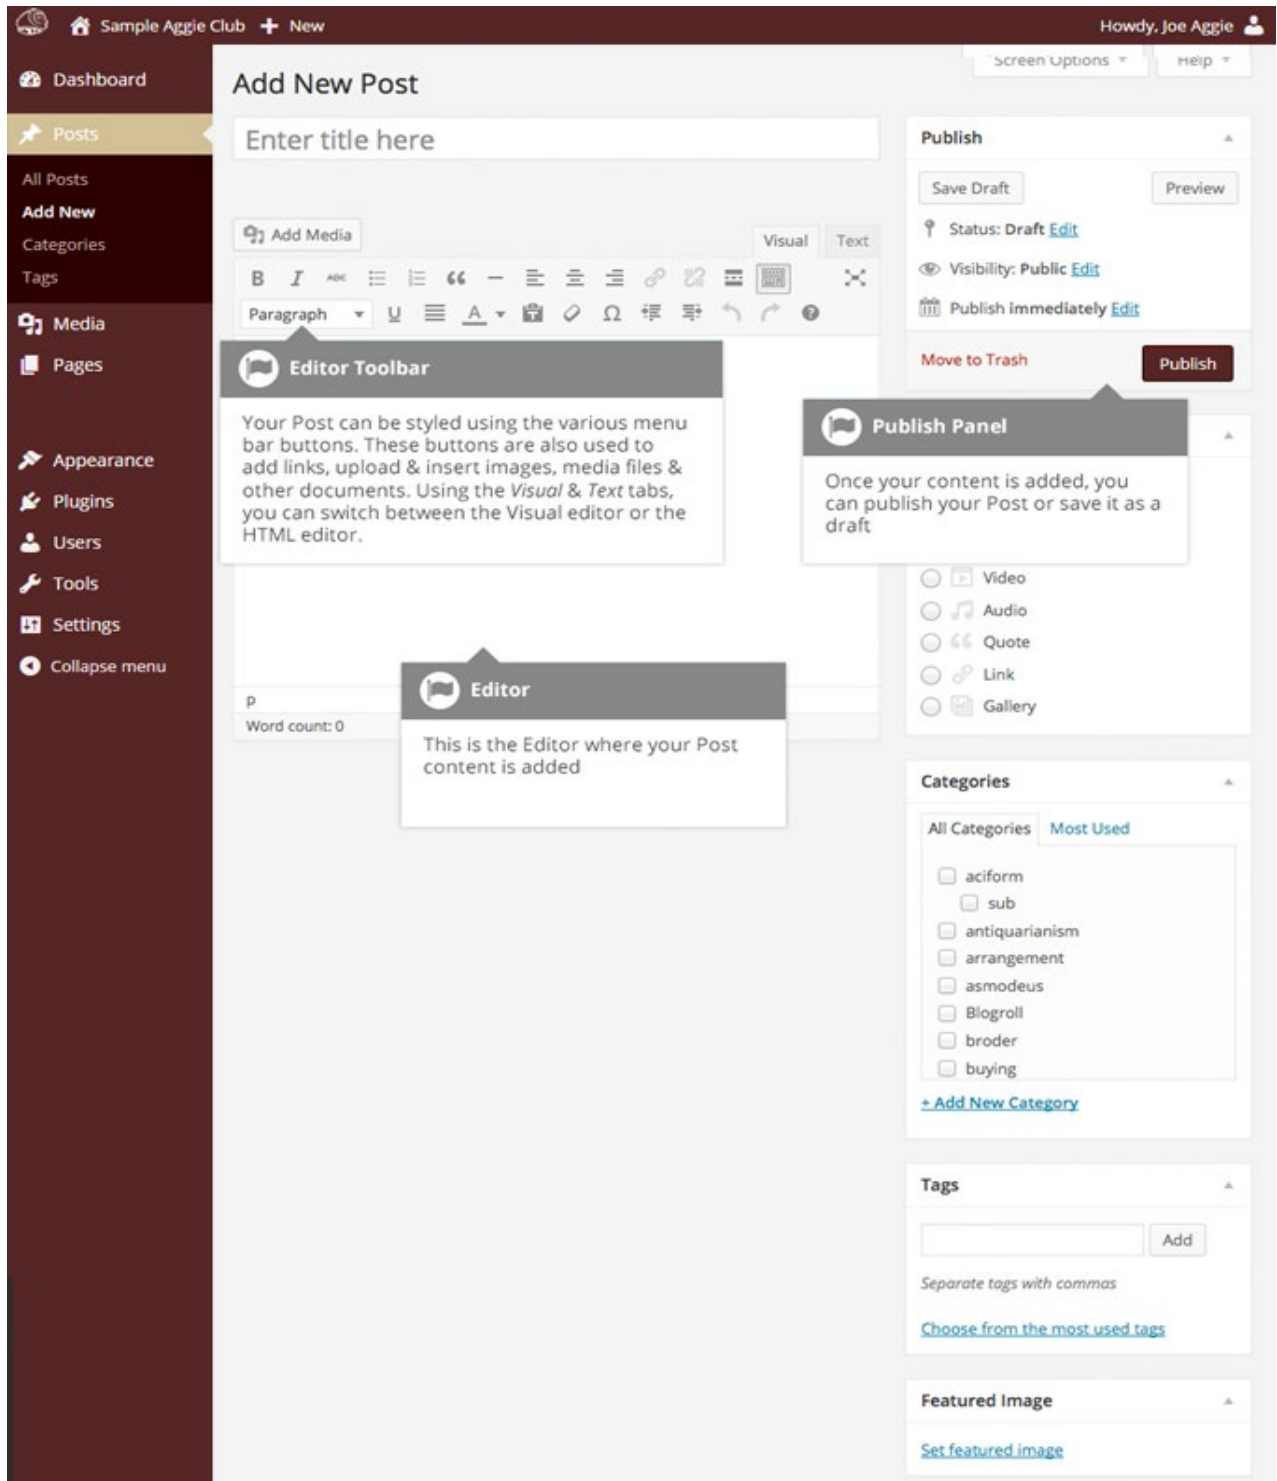 Sample Aggie Club + New
Howdy, Joe Aggie
Dashboard
Posts
All Posts
Add New
Categories
Tags
Media
Pages
Appearance
Plugins
Users
Tools
Settings
Collapse menu
Screen Options
Help
Add New Post
Enter title here
Add Media
Visual
Text
B I ABC
Paragraph U A Ω
Editor Toolbar
Your Post can be styled using the various menu
bar buttons. These buttons are also used to
add links, upload & insert images, media files &
other documents. Using the Visual & Text tabs,
you can switch between the Visual editor or the
HTML editor.
Editor
This is the Editor where your Post
content is added
P
Word count: 0
Publish
Save Draft
Preview
Status: Draft Edit
Visibility: Public Edit
Publish immediately Edit
Move to Trash
Publish
Publish Panel
Once your content is added, you
can publish your Post or save it as a
draft
Video
Audio
Quote
Link
Gallery
Categories
All Categories
Most Used
aciform
sub
antiquarianism
arrangement
asmodeus
Blogroll
broder
buying
+ Add New Category
Tags
Add
Separate tags with commas
Choose from the most used tags
Featured Image
Set featured image